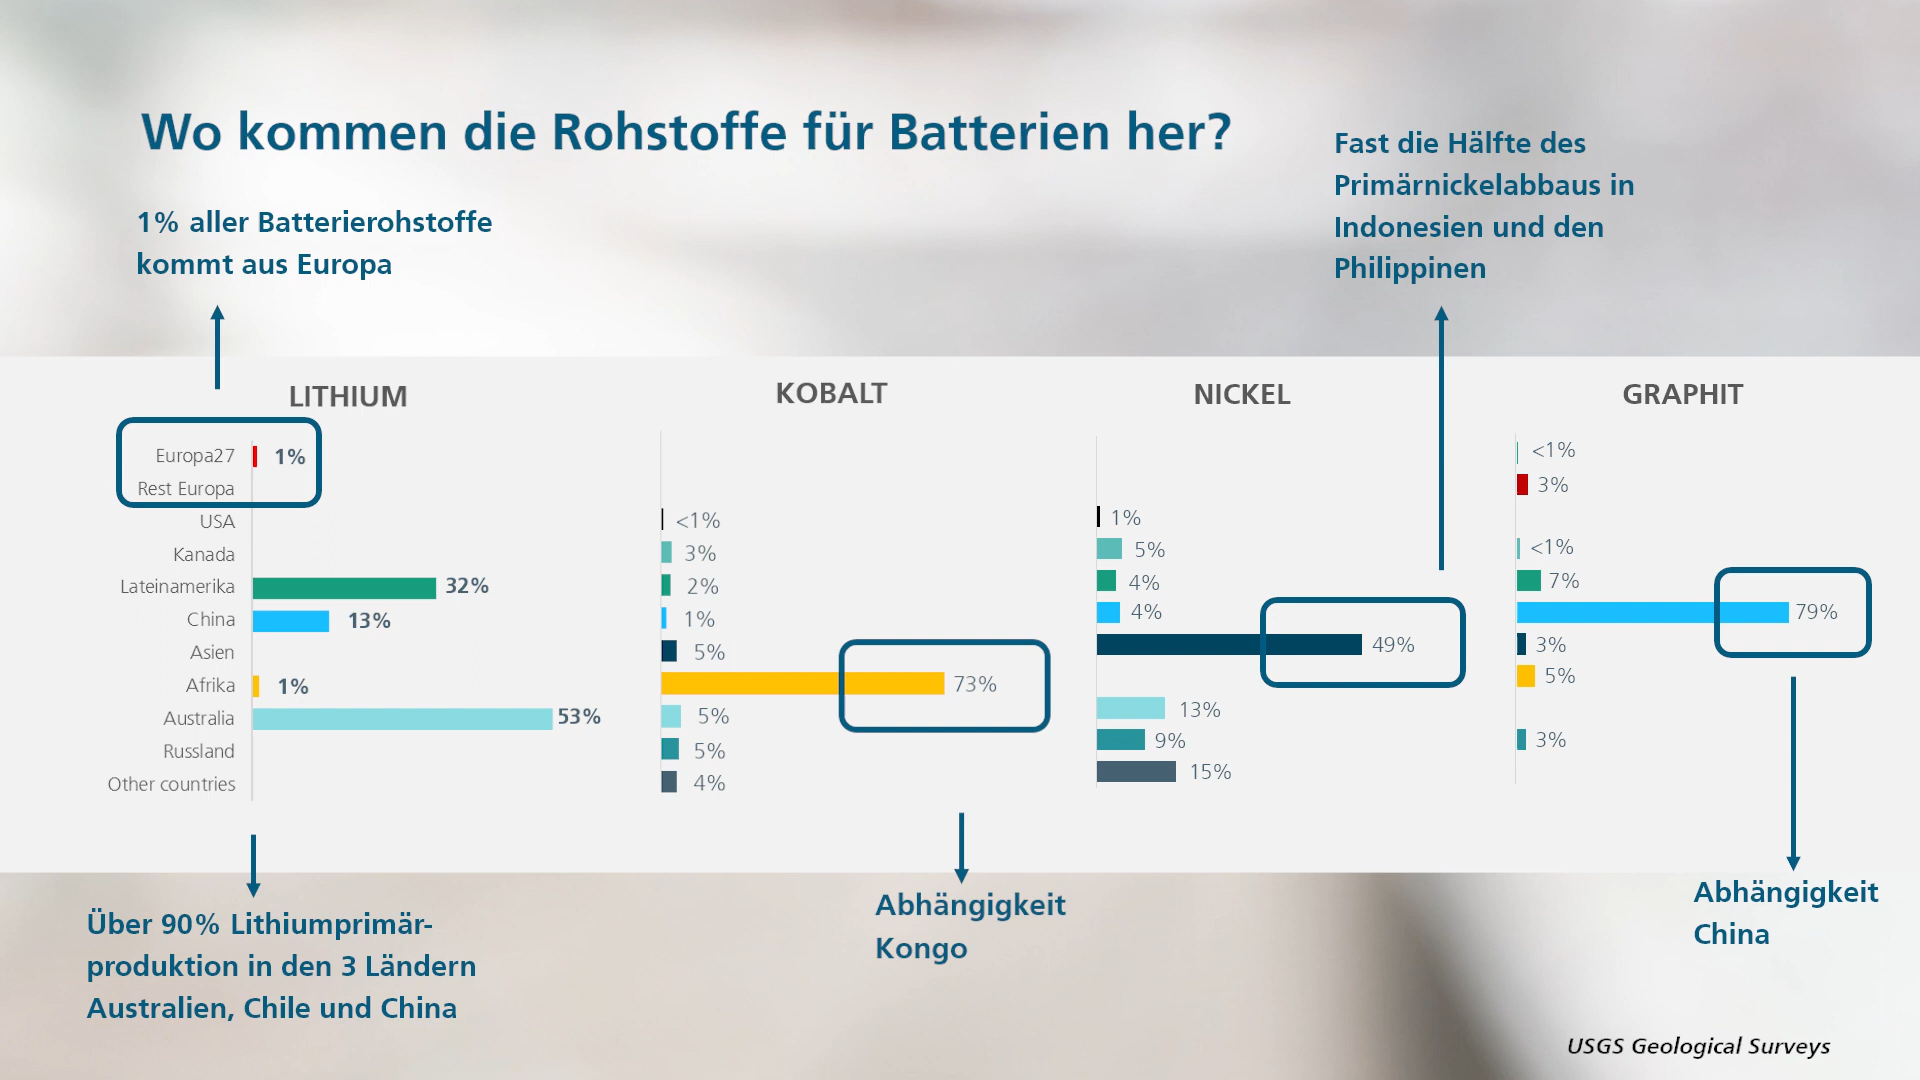 Wo kommen die Rohstoffe für Batterien her?
1% aller Batterierohstoffe
kommt aus Europa
Fast die Hälfte des
Primärnickelabbaus in
Indonesien und den
Philippinen
LITHIUM
Europa27 1%
Rest Europa
USA
Kanada
Lateinamerika 32%
China 13%
Asien
Afrika 1%
Australia 53%
Russland
Other countries
KOBALT
<1%
3%
2%
1%
5%
73%
5%
5%
4%
NICKEL
1%
5%
4%
4%
49%
13%
9%
15%
GRAPHIT
<1%
3%
<1%
7%
79%
3%
5%
3%
Über 90% Lithiumprimär-
produktion in den 3 Ländern
Australien, Chile und China
Abhängigkeit
Kongo
Abhängigkeit
China
USGS Geological Surveys